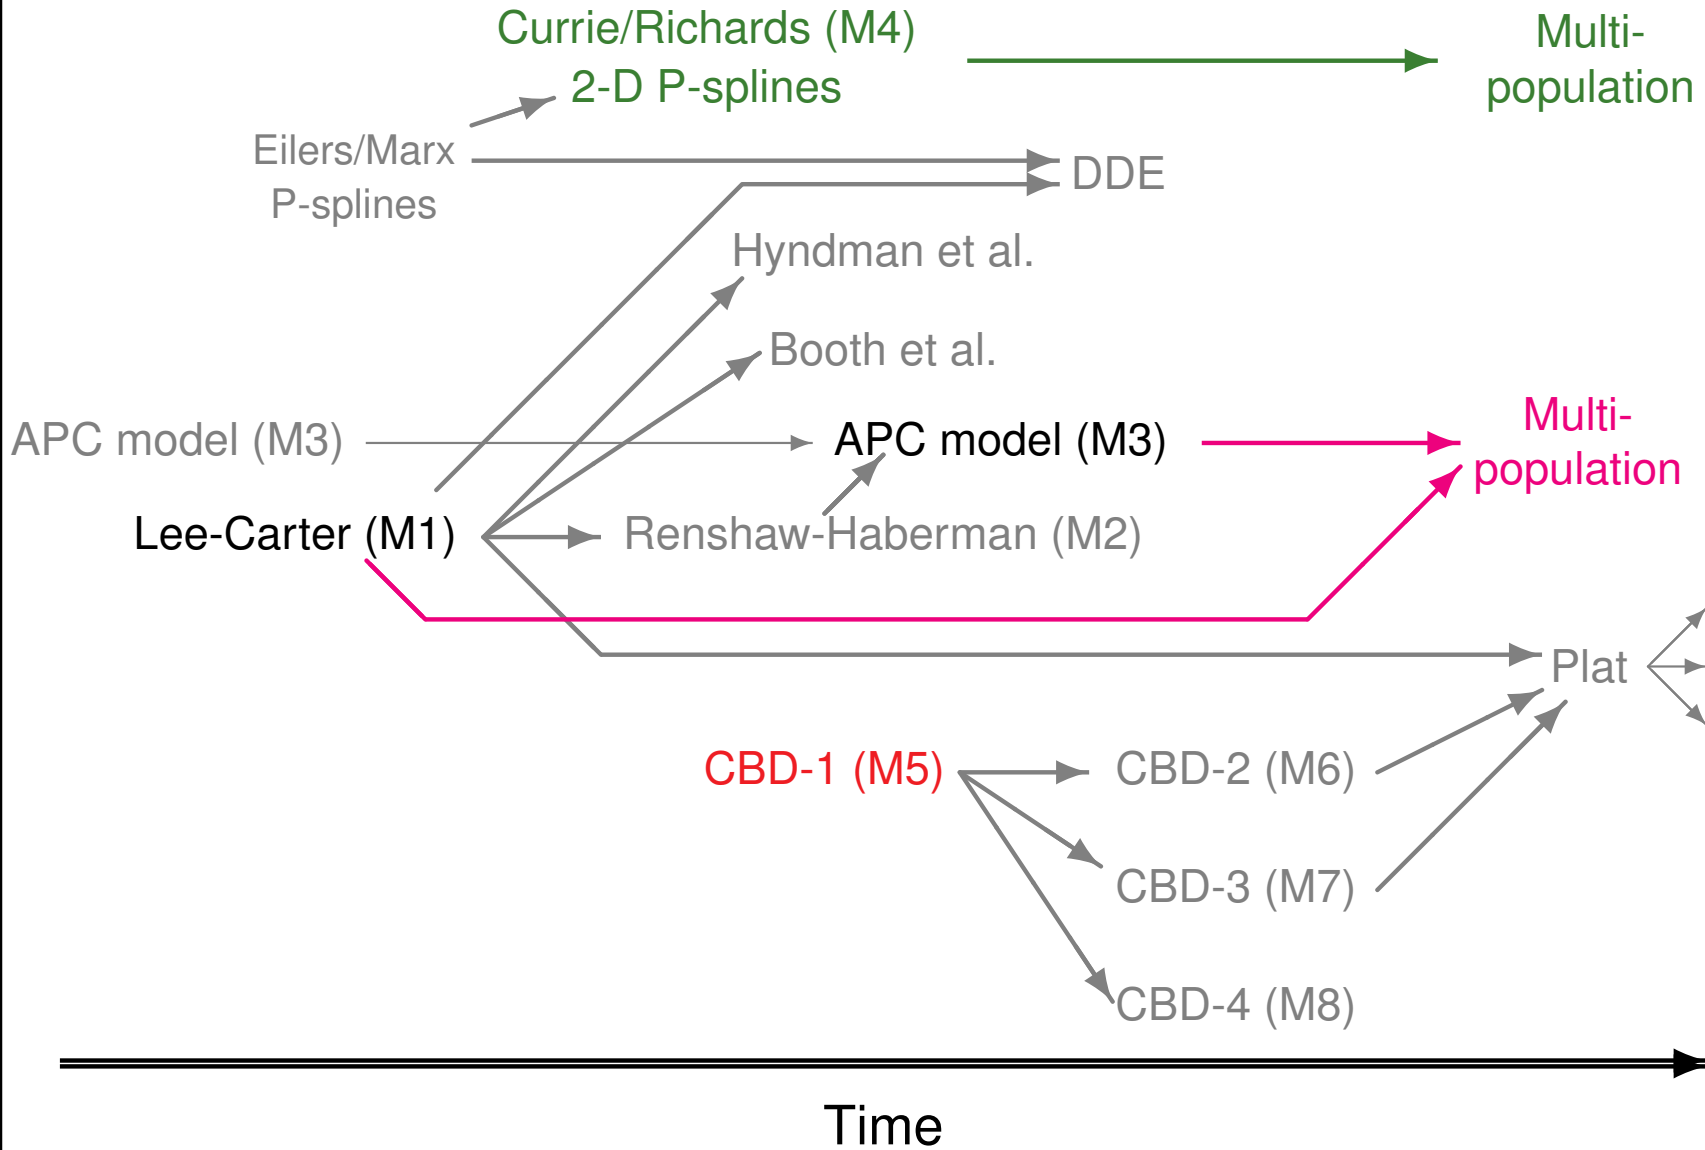 Currie/Richards (M4)
2-D P-splines
Multi-
population
Eilers/Marx
P-splines
DDE
Hyndman et al.
Booth et al.
APC model (M3)
APC model (M3)
Multi-
population
Lee-Carter (M1)
Renshaw-Haberman (M2)
Plat
CBD-1 (M5)
CBD-2 (M6)
CBD-3 (M7)
CBD-4 (M8)
Time